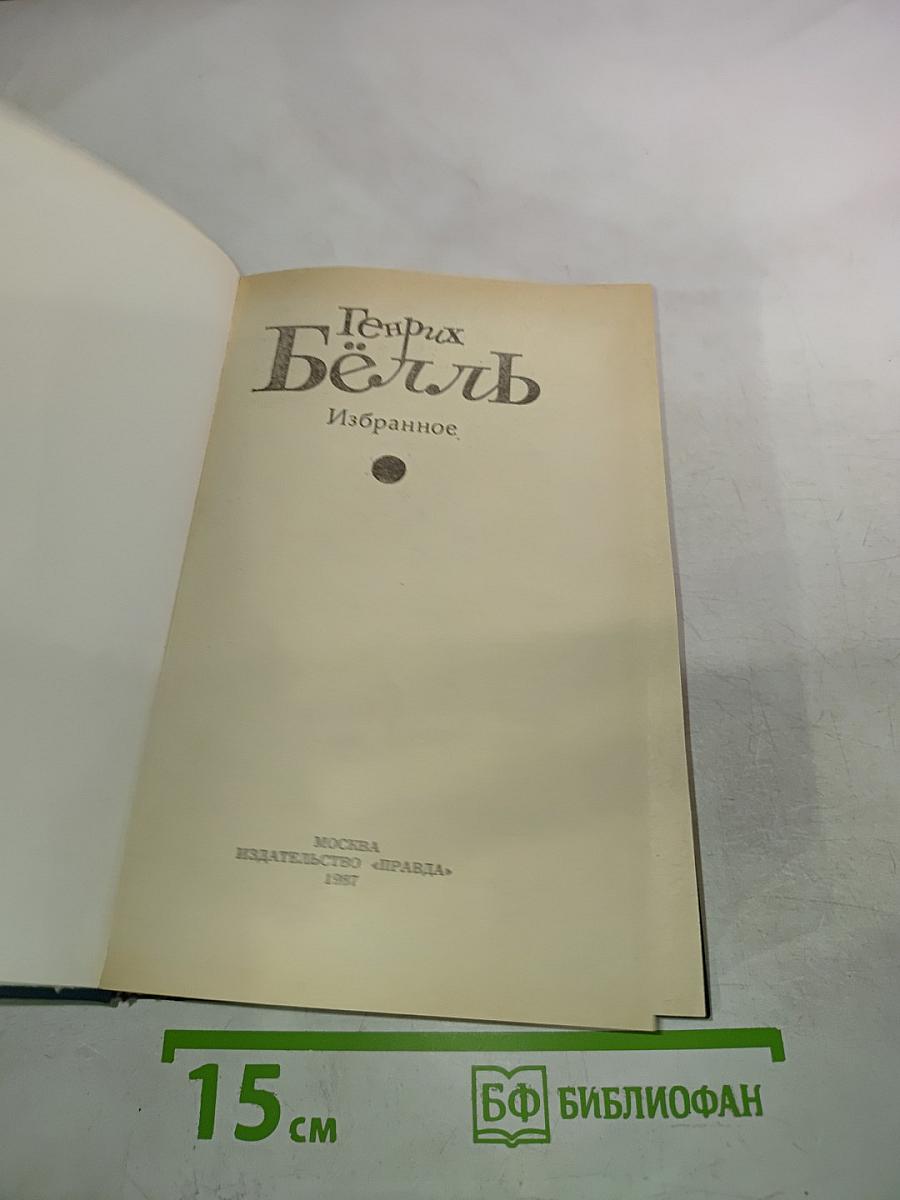 Генрих
Бёлль
Избранное
МОСКВА
ИЗДАТЕЛЬСТВО «ПРАВДА»
1987
15 см
БФ БИБЛИОФАН